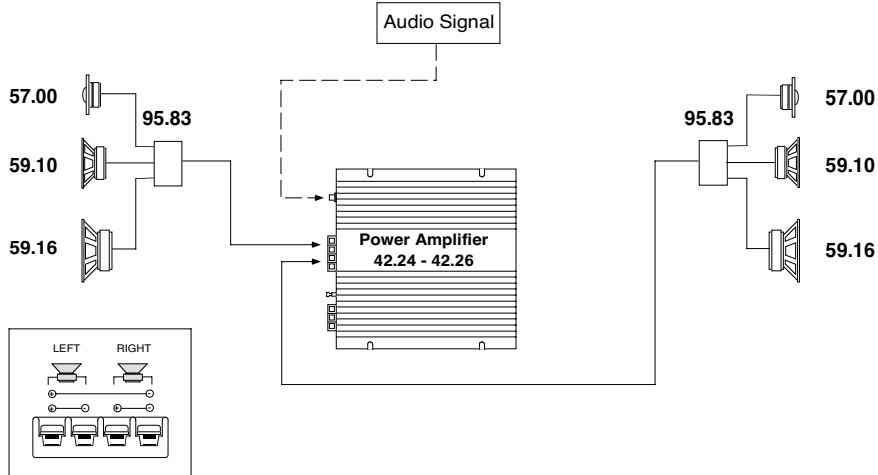 Audio Signal
57.00
95.83
59.10
59.16
95.83
57.00
59.10
59.16
Power Amplifier
42.24 - 42.26
LEFT RIGHT
+ -
+ - + -